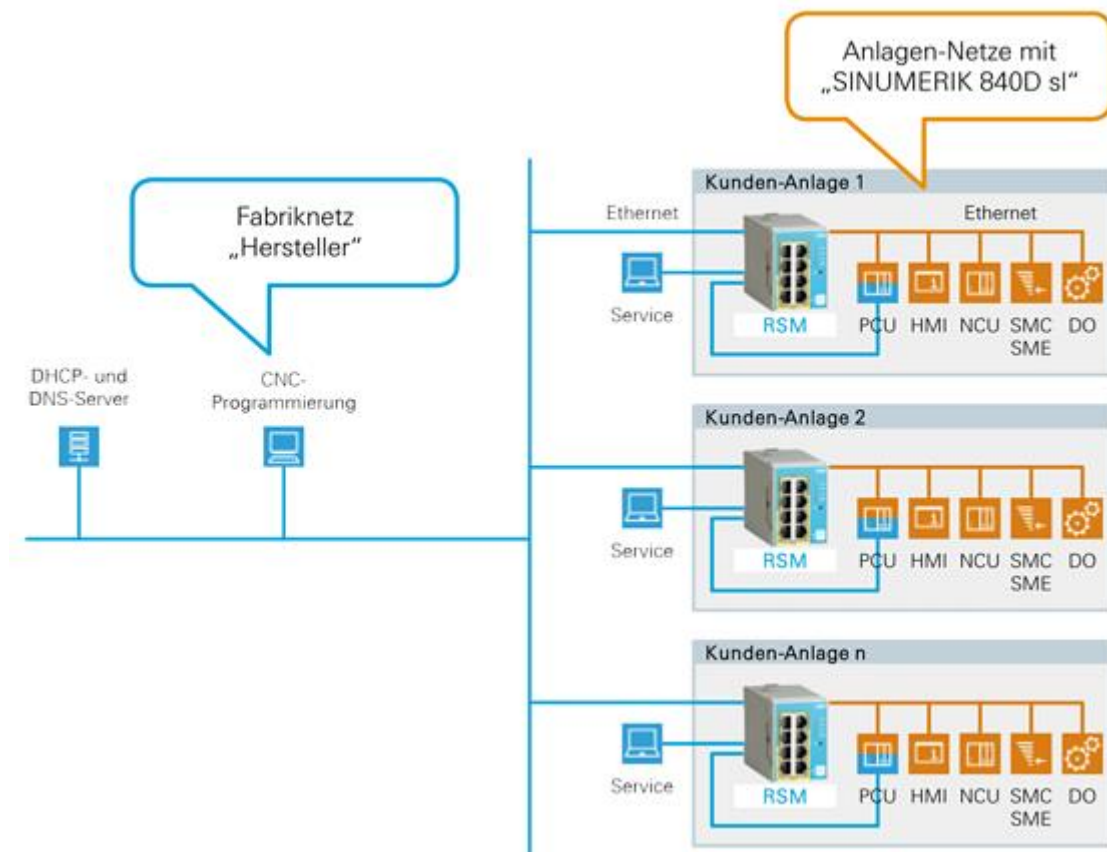 Anlagen-Netze mit
„SINUMERIK 840D sl“
Fabriknetz
„Hersteller“
DHCP- und
DNS-Server
CNC-
Programmierung
Kunden-Anlage 1
Ethernet
Ethernet
Service
RSM
PCU
HMI
NCU
SMC
SME
DO
Kunden-Anlage 2
Service
RSM
PCU
HMI
NCU
SMC
SME
DO
Kunden-Anlage n
Service
RSM
PCU
HMI
NCU
SMC
SME
DO